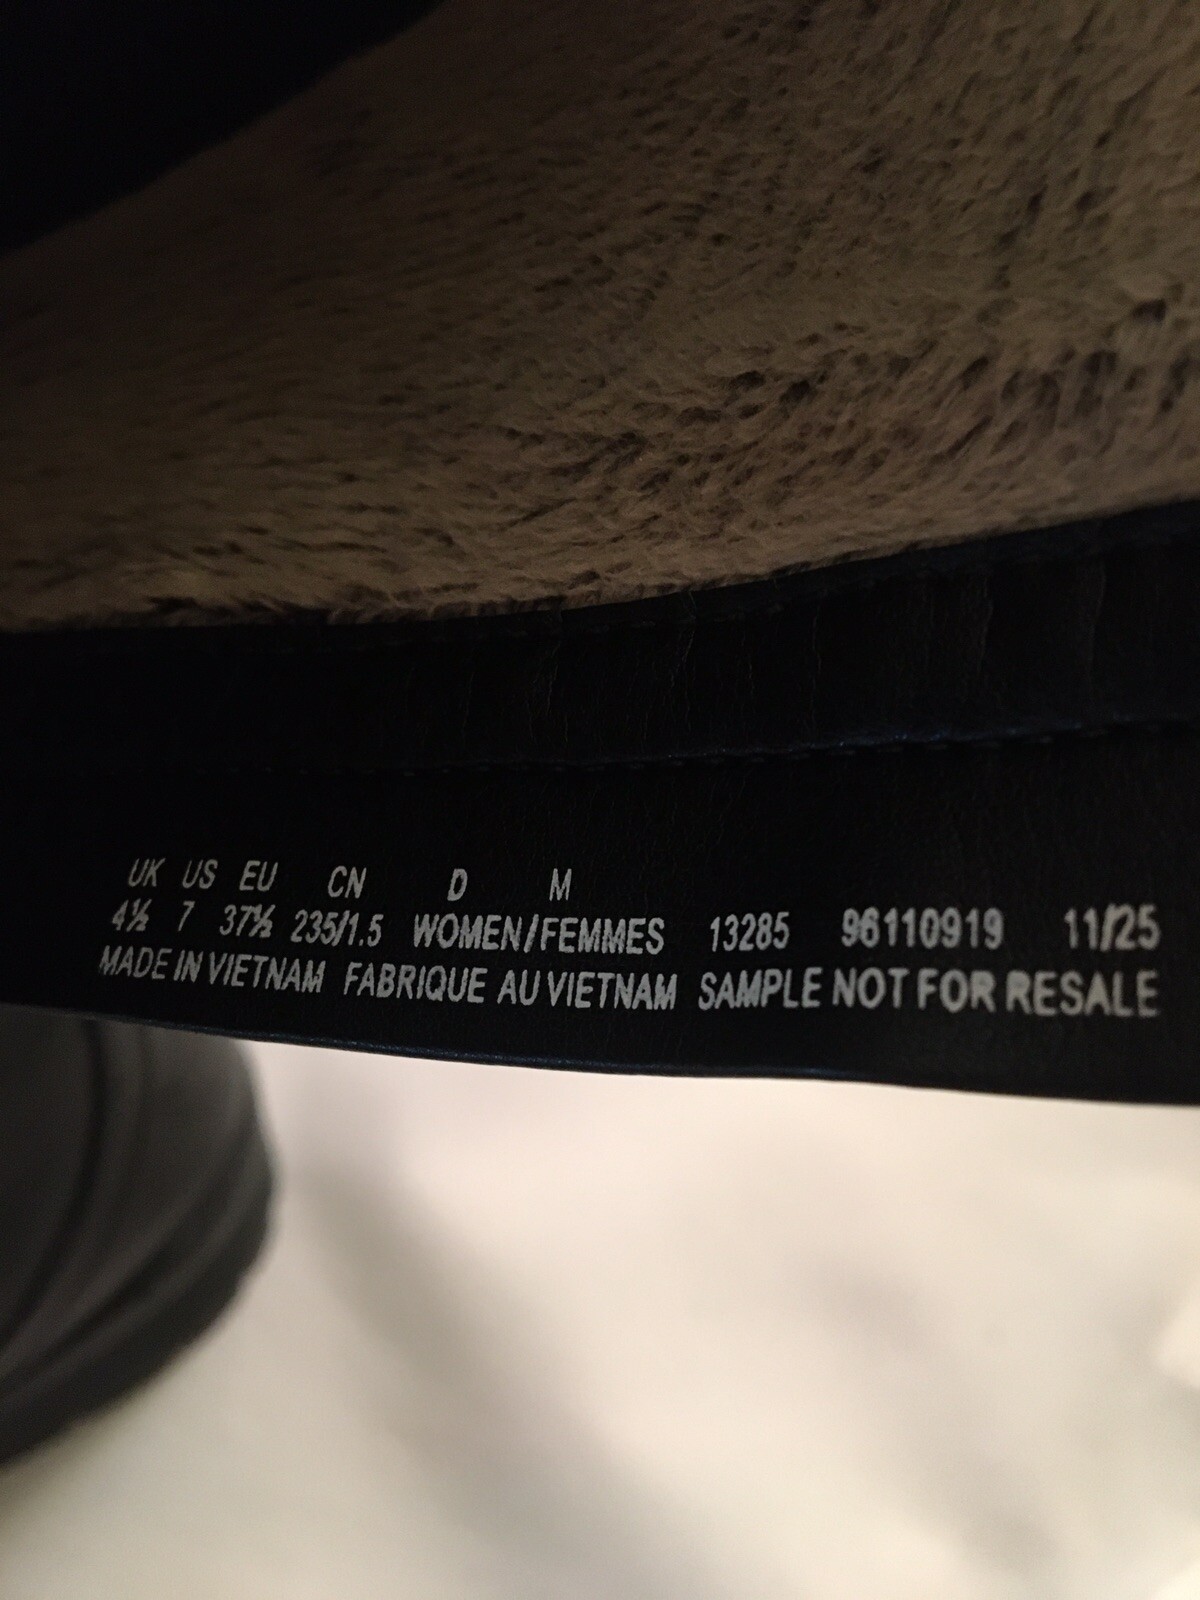 UK US EU CN D M
4½ 7 37½ 235/1.5 WOMEN/FEMMES 13285 96110919 11/25
MADE IN VIETNAM FABRIQUE AU VIETNAM SAMPLE NOT FOR RESALE